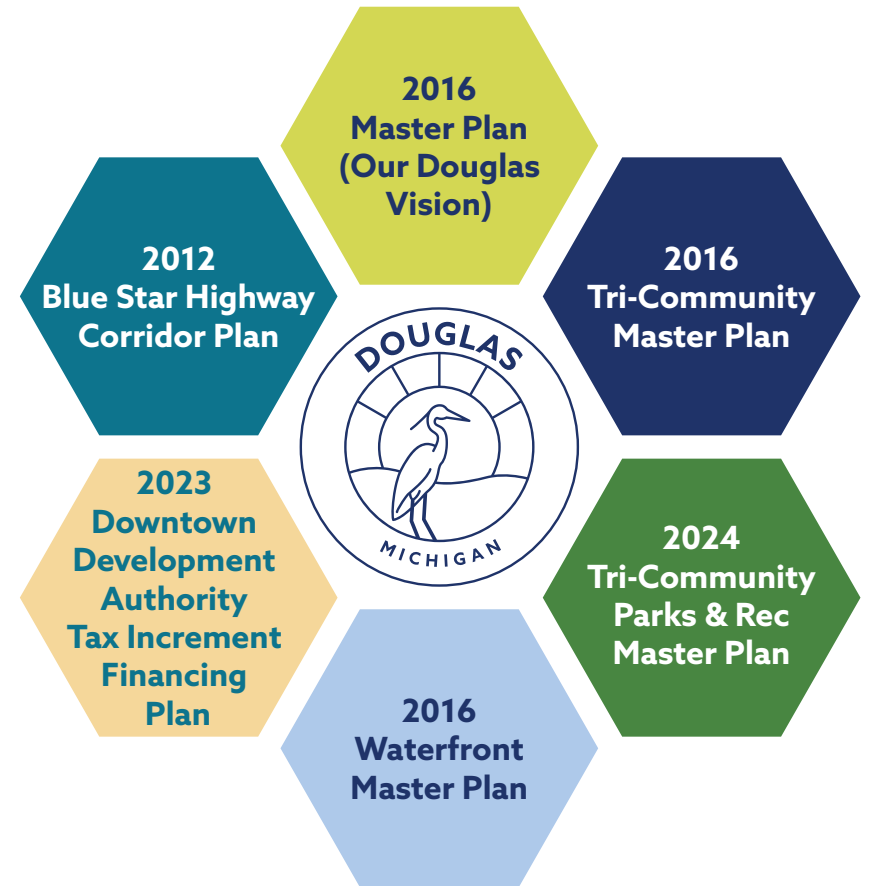 2016
Master Plan
(Our Douglas
Vision)
2012
Blue Star Highway
Corridor Plan
2016
Tri-Community
Master Plan
DOUGLAS
MICHIGAN
2023
Downtown
Development
Authority
Tax Increment
Financing
Plan
2024
Tri-Community
Parks & Rec
Master Plan
2016
Waterfront
Master Plan